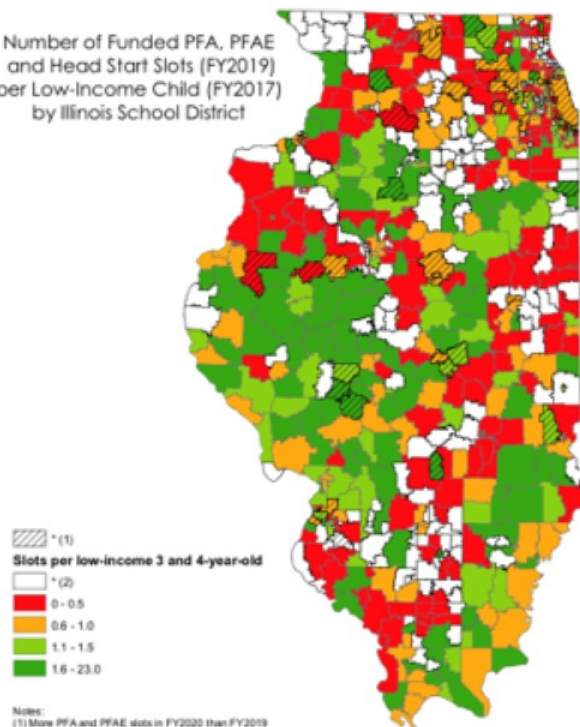 Number of Funded PFA, PFAE
and Head Start Slots (FY2019)
per Low-Income Child (FY2017)
by Illinois School District
* (1)
Slots per low-income 3 and 4-year-old
* (2)
0 - 0.5
0.6 - 1.0
1.1 - 1.5
1.6 - 23.0
Notes:
(1) More PFA and PFAE slots in FY2020 than FY2019